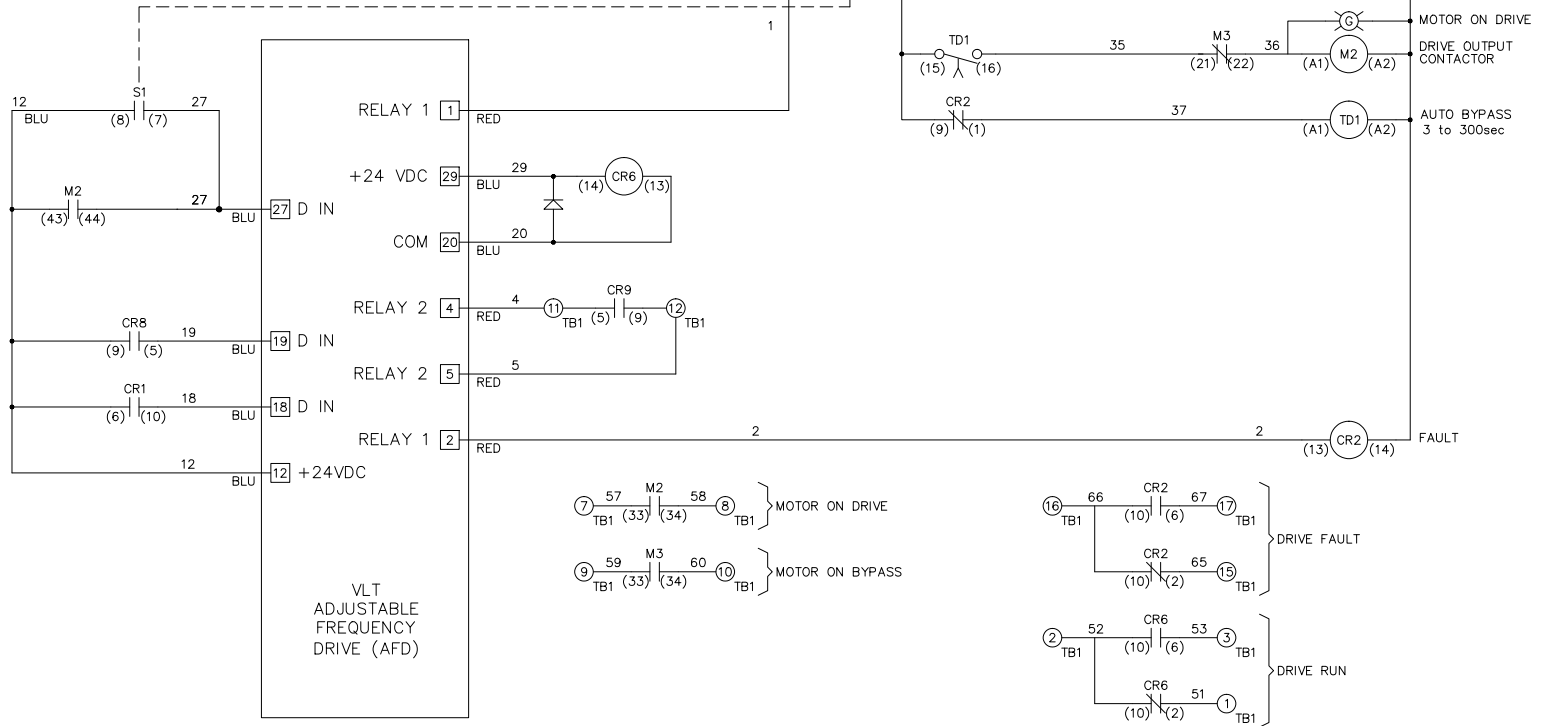 1
G MOTOR ON DRIVE
TD1 35 M3 36 M2 DRIVE OUTPUT
CONTACTOR
(15) (16) (21) (22) (A1) (A2)
S1
12 27
BLU (8) (7)
RELAY 1 1 RED
CR2 37 TD1 AUTO BYPASS
3 to 300sec
(9) (1) (A1) (A2)
+24 VDC 29 29 CR6
BLU (14) (13)
M2 27 27 D IN
(43) (44) BLU
COM 20 20
BLU
RELAY 2 4 4 11 CR9 12
RED TB1 (5) (9) TB1
CR8 19 19 D IN
(9) (5) BLU
RELAY 2 5 5
RED
CR1 18 18 D IN
(6) (10) BLU
RELAY 1 2 2 2 CR2 FAULT
RED (13) (14)
12 12 +24VDC
BLU
7 57 M2 58 8 MOTOR ON DRIVE
TB1 (33) (34) TB1
9 59 M3 60 10 MOTOR ON BYPASS
TB1 (33) (34) TB1
16 66 CR2 67 17
TB1 (10) (6) TB1
DRIVE FAULT
CR2 65 15
(10) (2) TB1
2 52 CR6 53 3
TB1 (10) (6) TB1
DRIVE RUN
CR6 51 1
(10) (2) TB1
VLT
ADJUSTABLE
FREQUENCY
DRIVE (AFD)